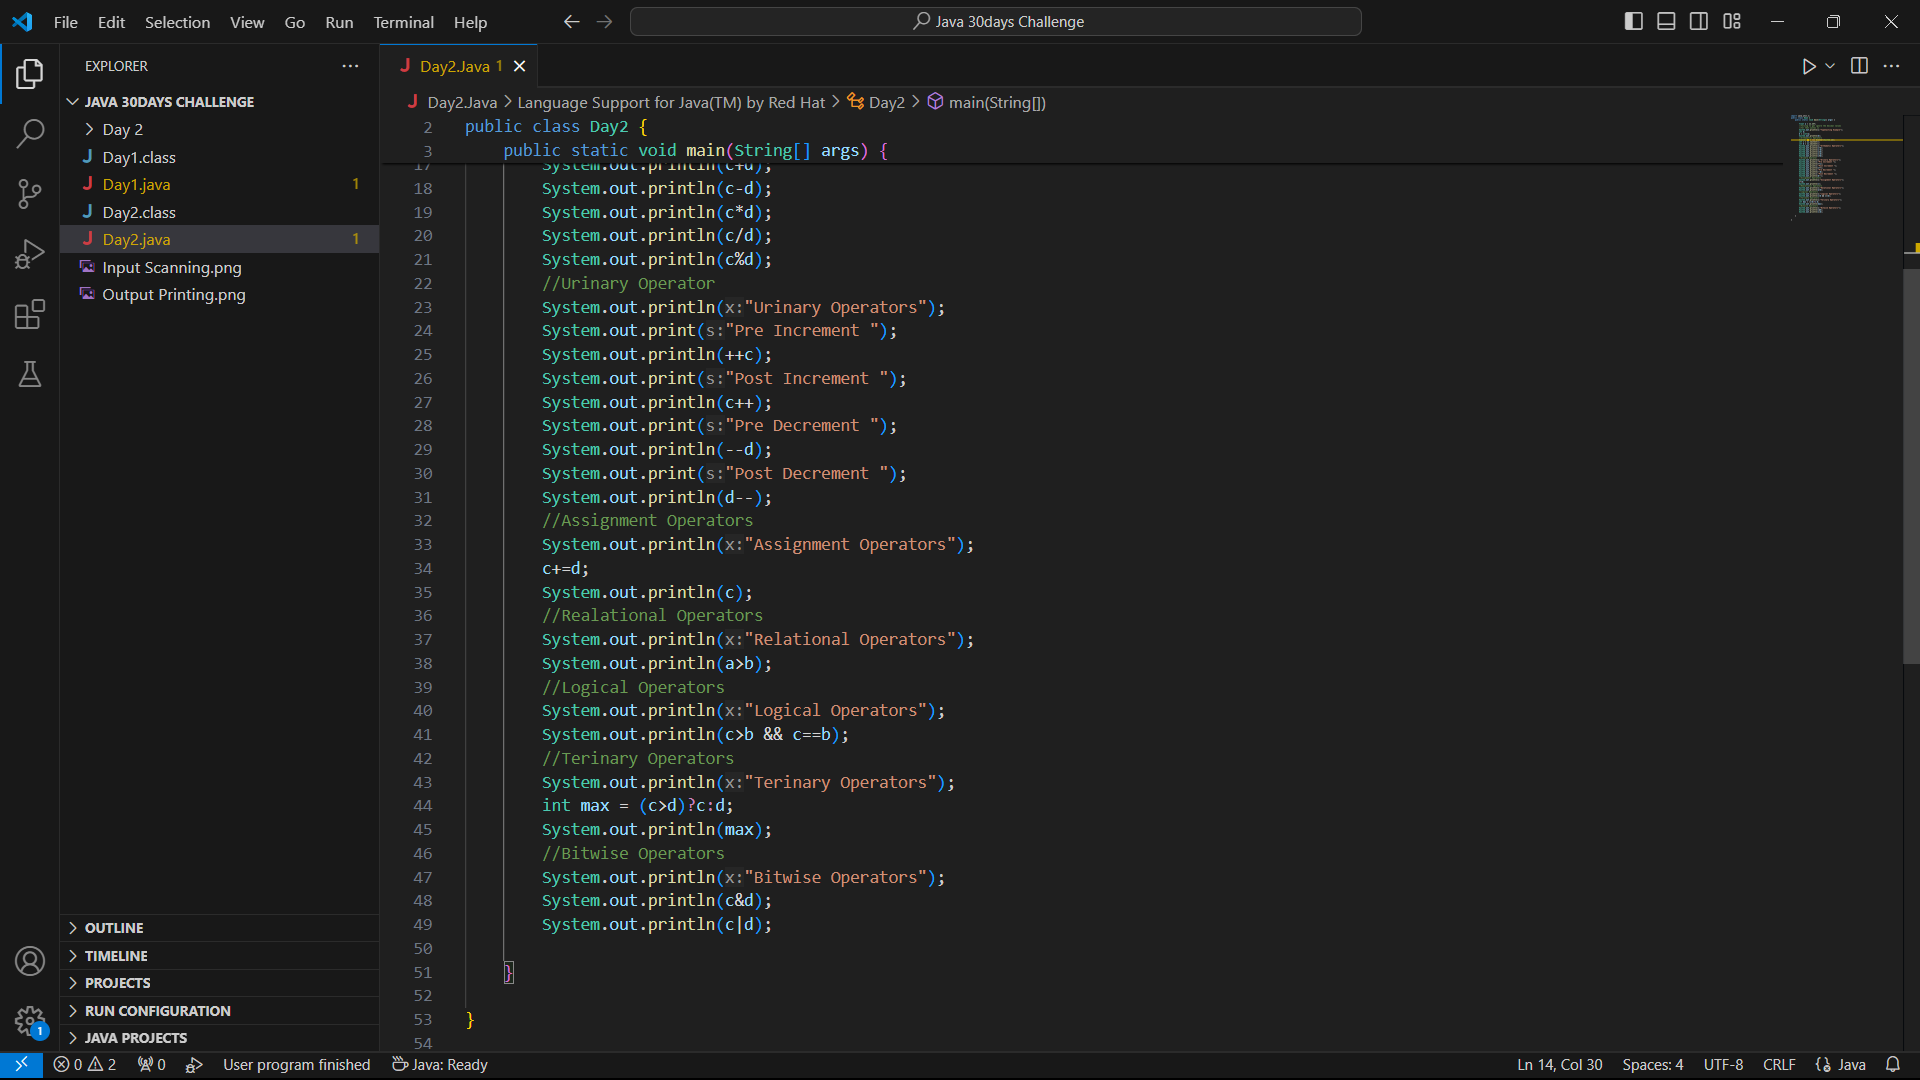 File Edit Selection View Go Run Terminal Help
Java 30days Challenge
EXPLORER
JAVA 30DAYS CHALLENGE
Day 2
Day1.class
Day1.java 1
Day2.class
Day2.java 1
Input Scanning.png
Output Printing.png
OUTLINE
TIMELINE
PROJECTS
RUN CONFIGURATION
JAVA PROJECTS
1
Day2.Java 1
Day2.Java > Language Support for Java(TM) by Red Hat > Day2 > main(String[])
2 public class Day2 {
3 public static void main(String[] args) {
17 System.out.println(c+d);
18 System.out.println(c-d);
19 System.out.println(c*d);
20 System.out.println(c/d);
21 System.out.println(c%d);
22 //Urinary Operator
23 System.out.println(x:"Urinary Operators");
24 System.out.print(s:"Pre Increment ");
25 System.out.println(++c);
26 System.out.print(s:"Post Increment ");
27 System.out.println(c++);
28 System.out.print(s:"Pre Decrement ");
29 System.out.println(--d);
30 System.out.print(s:"Post Decrement ");
31 System.out.println(d--);
32 //Assignment Operators
33 System.out.println(x:"Assignment Operators");
34 c+=d;
35 System.out.println(c);
36 //Realational Operators
37 System.out.println(x:"Relational Operators");
38 System.out.println(a>b);
39 //Logical Operators
40 System.out.println(x:"Logical Operators");
41 System.out.println(c>b && c==b);
42 //Terinary Operators
43 System.out.println(x:"Terinary Operators");
44 int max = (c>d)?c:d;
45 System.out.println(max);
46 //Bitwise Operators
47 System.out.println(x:"Bitwise Operators");
48 System.out.println(c&d);
49 System.out.println(c|d);
50
51 }
52
53 }
54
0 2 0 User program finished Java: Ready Ln 14, Col 30 Spaces: 4 UTF-8 CRLF Java